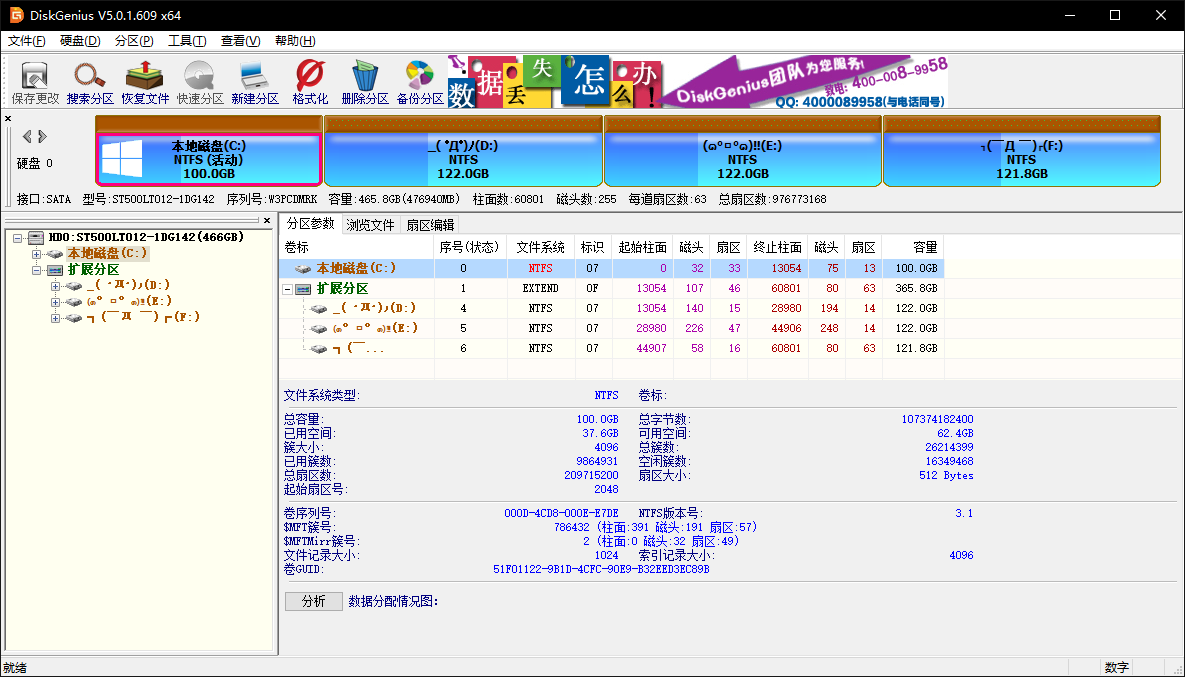 DiskGenius V5.0.1.609 x64
文件(F) 硬盘(D) 分区(P) 工具(T) 查看(V) 帮助(H)
保存更改 搜索分区 恢复文件 快速分区 新建分区 格式化 删除分区 备份分区
数据丢失怎么办!
DiskGenius团队为您服务!
致电: 400-008-9958
QQ: 4000089958(与电话同号)
硬盘 0
本地磁盘(C:)
NTFS (活动)
100.0GB
_( ﾟДﾟ)ﾉ(D:)
NTFS
122.0GB
(๑°⌓°๑)!!(E:)
NTFS
122.0GB
┐(￣Д ￣)┌(F:)
NTFS
121.8GB
接口:SATA 型号:ST500LT012-1DG142 序列号:W3PCDMRK 容量:465.8GB(476940MB) 柱面数:60801 磁头数:255 每道扇区数:63 总扇区数:976773168
HD0:ST500LT012-1DG142(466GB)
本地磁盘(C:)
扩展分区
_( ﾟДﾟ)ﾉ(D:)
(๑° ⌓° ๑)!!(E:)
┐(￣Д ￣)┌(F:)
分区参数 浏览文件 扇区编辑
卷标 序号(状态) 文件系统 标识 起始柱面 磁头 扇区 终止柱面 磁头 扇区 容量
本地磁盘(C:) 0 NTFS 07 0 32 33 13054 75 13 100.0GB
扩展分区 1 EXTEND 0F 13054 107 46 60801 80 63 365.8GB
_( ﾟДﾟ)ﾉ(D:) 4 NTFS 07 13054 140 15 28980 194 14 122.0GB
(๑° ⌓° ๑)!!(E:) 5 NTFS 07 28980 226 47 44906 248 14 122.0GB
┐(￣... 6 NTFS 07 44907 58 16 60801 80 63 121.8GB
文件系统类型: NTFS 卷标:
总容量: 100.0GB 总字节数: 107374182400
已用空间: 37.6GB 可用空间: 62.4GB
簇大小: 4096 总簇数: 26214399
已用簇数: 9864931 空闲簇数: 16349468
总扇区数: 209715200 扇区大小: 512 Bytes
起始扇区号: 2048
卷序列号: 000D-4CD8-000E-E7DE NTFS版本号: 3.1
$MFT簇号: 786432 (柱面:391 磁头:191 扇区:57)
$MFTMirr簇号: 2 (柱面:0 磁头:32 扇区:49)
文件记录大小: 1024 索引记录大小: 4096
卷GUID: 51F01122-9B1D-4CFC-90E9-B32EED3EC89B
分析 数据分配情况图:
就绪 数字